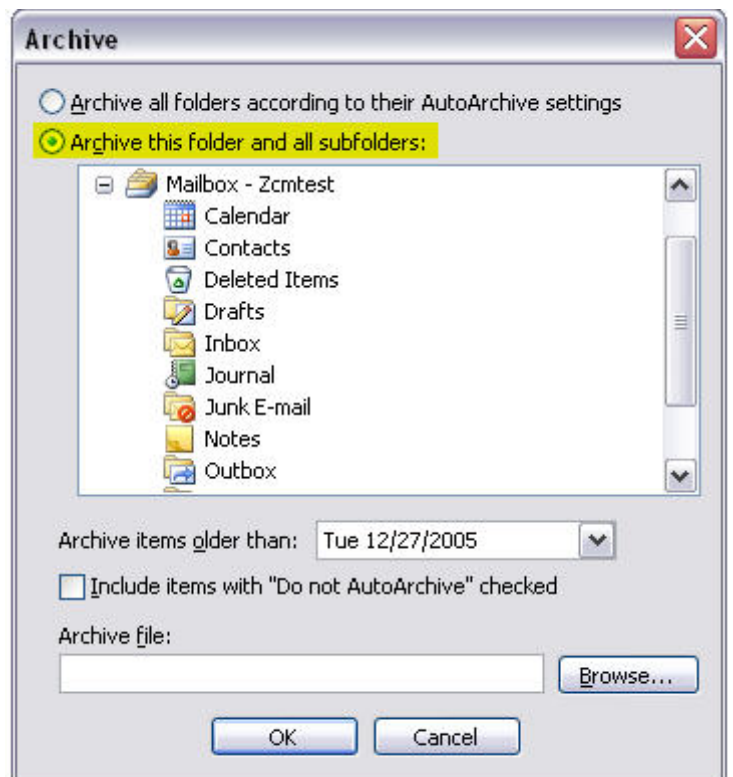 Archive
Archive all folders according to their AutoArchive settings
Archive this folder and all subfolders:
Mailbox - Zcmtest
Calendar
Contacts
Deleted Items
Drafts
Inbox
Journal
Junk E-mail
Notes
Outbox
Archive items older than: Tue 12/27/2005
Include items with "Do not AutoArchive" checked
Archive file:
Browse...
OK Cancel